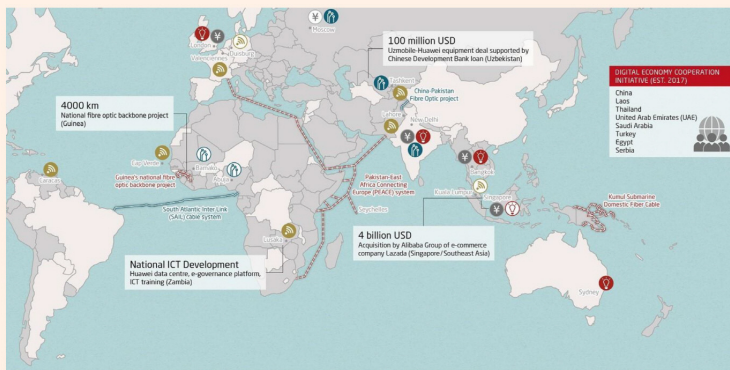 Moscow
London
Duisburg
Valenciennes
100 million USD
Uzmobile-Huawei equipment deal supported by
Chinese Development Bank loan (Uzbekistan)
Tashkent
China-Pakistan
Fibre Optic project
DIGITAL ECONOMY COOPERATION
INITIATIVE (EST. 2017)
China
Laos
Thailand
United Arab Emirates (UAE)
Saudi Arabia
Turkey
Egypt
Serbia
4000 km
National fibre optic backbone project
(Guinea)
Lahore
New Delhi
Cap Verde
Bamako
Caracas
Guinea's national fibre
optic backbone project
Bangkok
Pakistan-East
Africa Connecting
Europe (PEACE) system
Kuala Lumpur
Singapore
Seychelles
South Atlantic Inter Link
(SAIL) cable system
Kumul Submarine
Domestic Fiber Cable
4 billion USD
Acquisition by Alibaba Group of e-commerce
company Lazada (Singapore/Southeast Asia)
Lusaka
National ICT Development
Huawei data centre, e-governance platform,
ICT training (Zambia)
Sydney